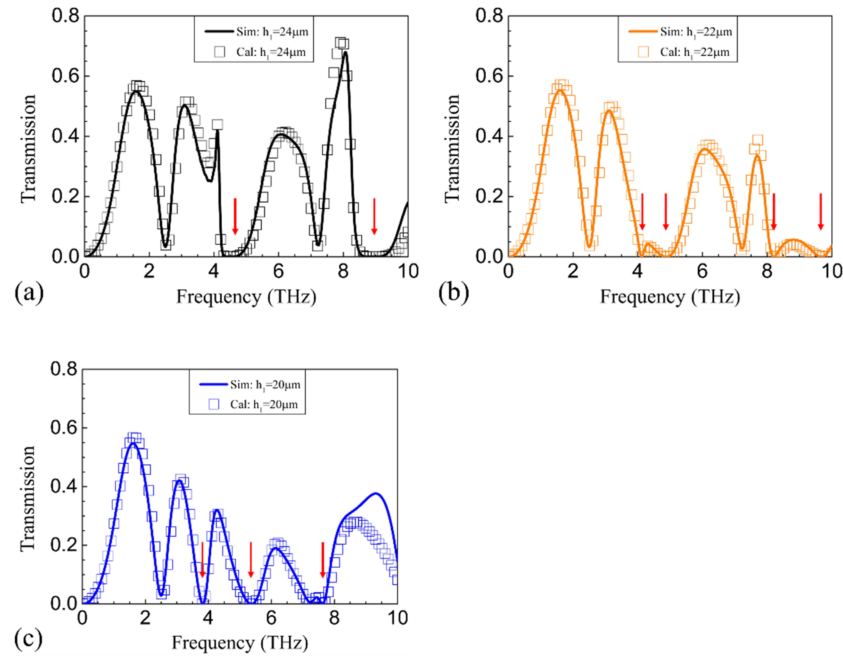 0.8
Sim: h₁=24μm
Cal: h₁=24μm
0.6
0.4
0.2
0.0
Transmission
0 2 4 6 8 10
Frequency (THz)
(a)
0.8
Sim: h₁=22μm
Cal: h₁=22μm
0.6
0.4
0.2
0.0
Transmission
0 2 4 6 8 10
Frequency (THz)
(b)
0.8
Sim: h₁=20μm
Cal: h₁=20μm
0.6
0.4
0.2
0.0
Transmission
0 2 4 6 8 10
Frequency (THz)
(c)